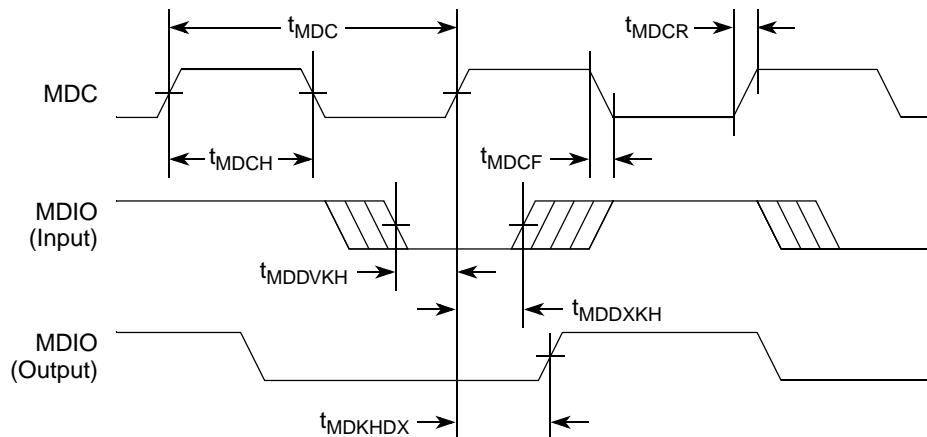 tMDC
tMDCR
MDC
tMDCH
tMDCF
MDIO
(Input)
tMDDVKH
tMDDXKH
MDIO
(Output)
tMDKHDX